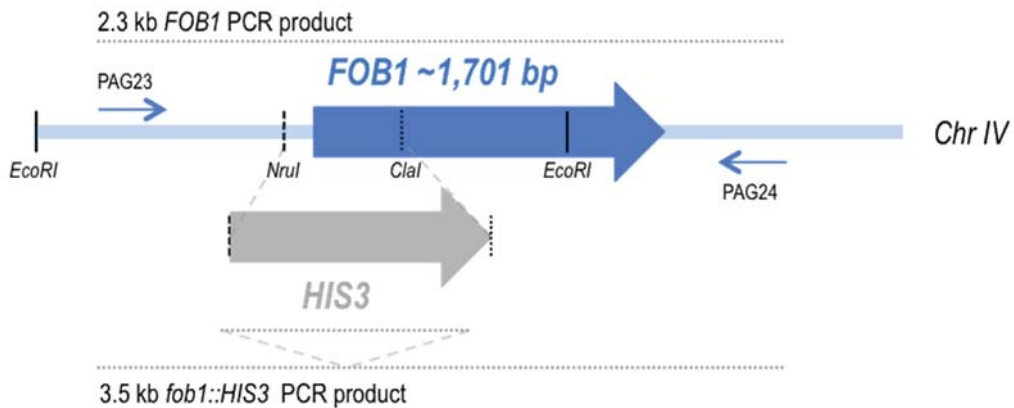 2.3 kb FOB1 PCR product
PAG23
FOB1 ~1,701 bp
Chr IV
EcoRI
NruI
ClaI
EcoRI
PAG24
HIS3
3.5 kb fob1::HIS3 PCR product